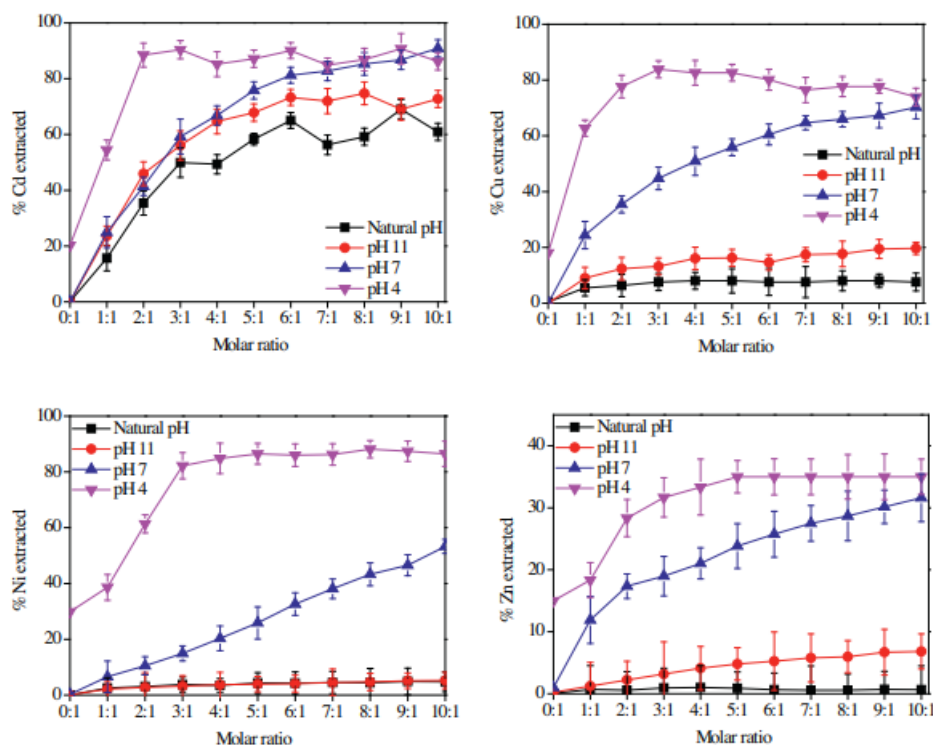 % Cd extracted
100
80
60
40
20
0
Natural pH
pH 11
pH 7
pH 4
0:1 1:1 2:1 3:1 4:1 5:1 6:1 7:1 8:1 9:1 10:1
Molar ratio
% Cu extracted
100
80
60
40
20
0
Natural pH
pH 11
pH 7
pH 4
0:1 1:1 2:1 3:1 4:1 5:1 6:1 7:1 8:1 9:1 10:1
Molar ratio
% Ni extracted
100
80
60
40
20
0
Natural pH
pH 11
pH 7
pH 4
0:1 1:1 2:1 3:1 4:1 5:1 6:1 7:1 8:1 9:1 10:1
Molar ratio
% Zn extracted
40
30
20
10
0
Natural pH
pH 11
pH 7
pH 4
0:1 1:1 2:1 3:1 4:1 5:1 6:1 7:1 8:1 9:1 10:1
Molar ratio